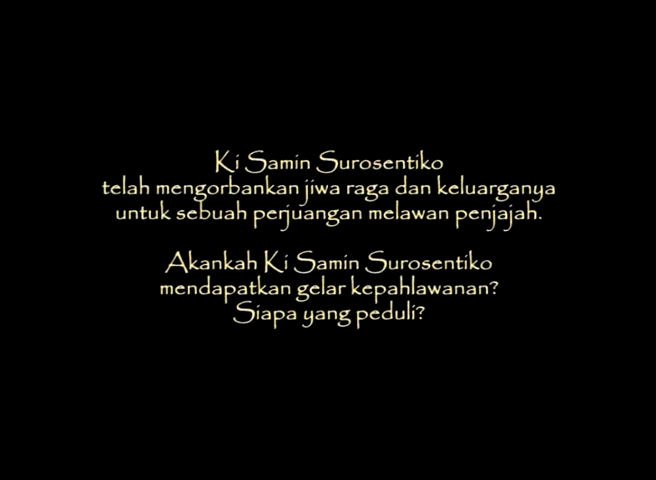 Ki Samin Surosentiko
telah mengorbankan jiwa raga dan keluarganya
untuk sebuah perjuangan melawan penjajah.
Akankah Ki Samin Surosentiko
mendapatkan gelar kepahlawanan?
Siapa yang peduli?